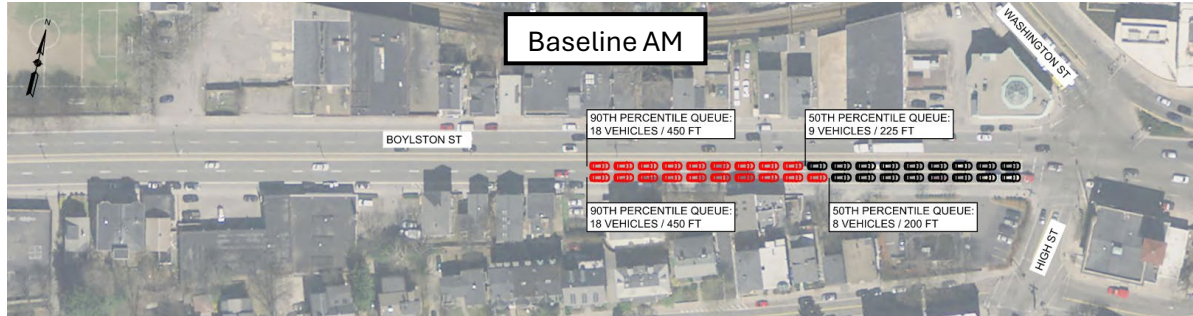 N
Baseline AM
WASHINGTON ST
90TH PERCENTILE QUEUE:
18 VEHICLES / 450 FT
50TH PERCENTILE QUEUE:
9 VEHICLES / 225 FT
BOYLSTON ST
90TH PERCENTILE QUEUE:
18 VEHICLES / 450 FT
50TH PERCENTILE QUEUE:
8 VEHICLES / 200 FT
HIGH ST